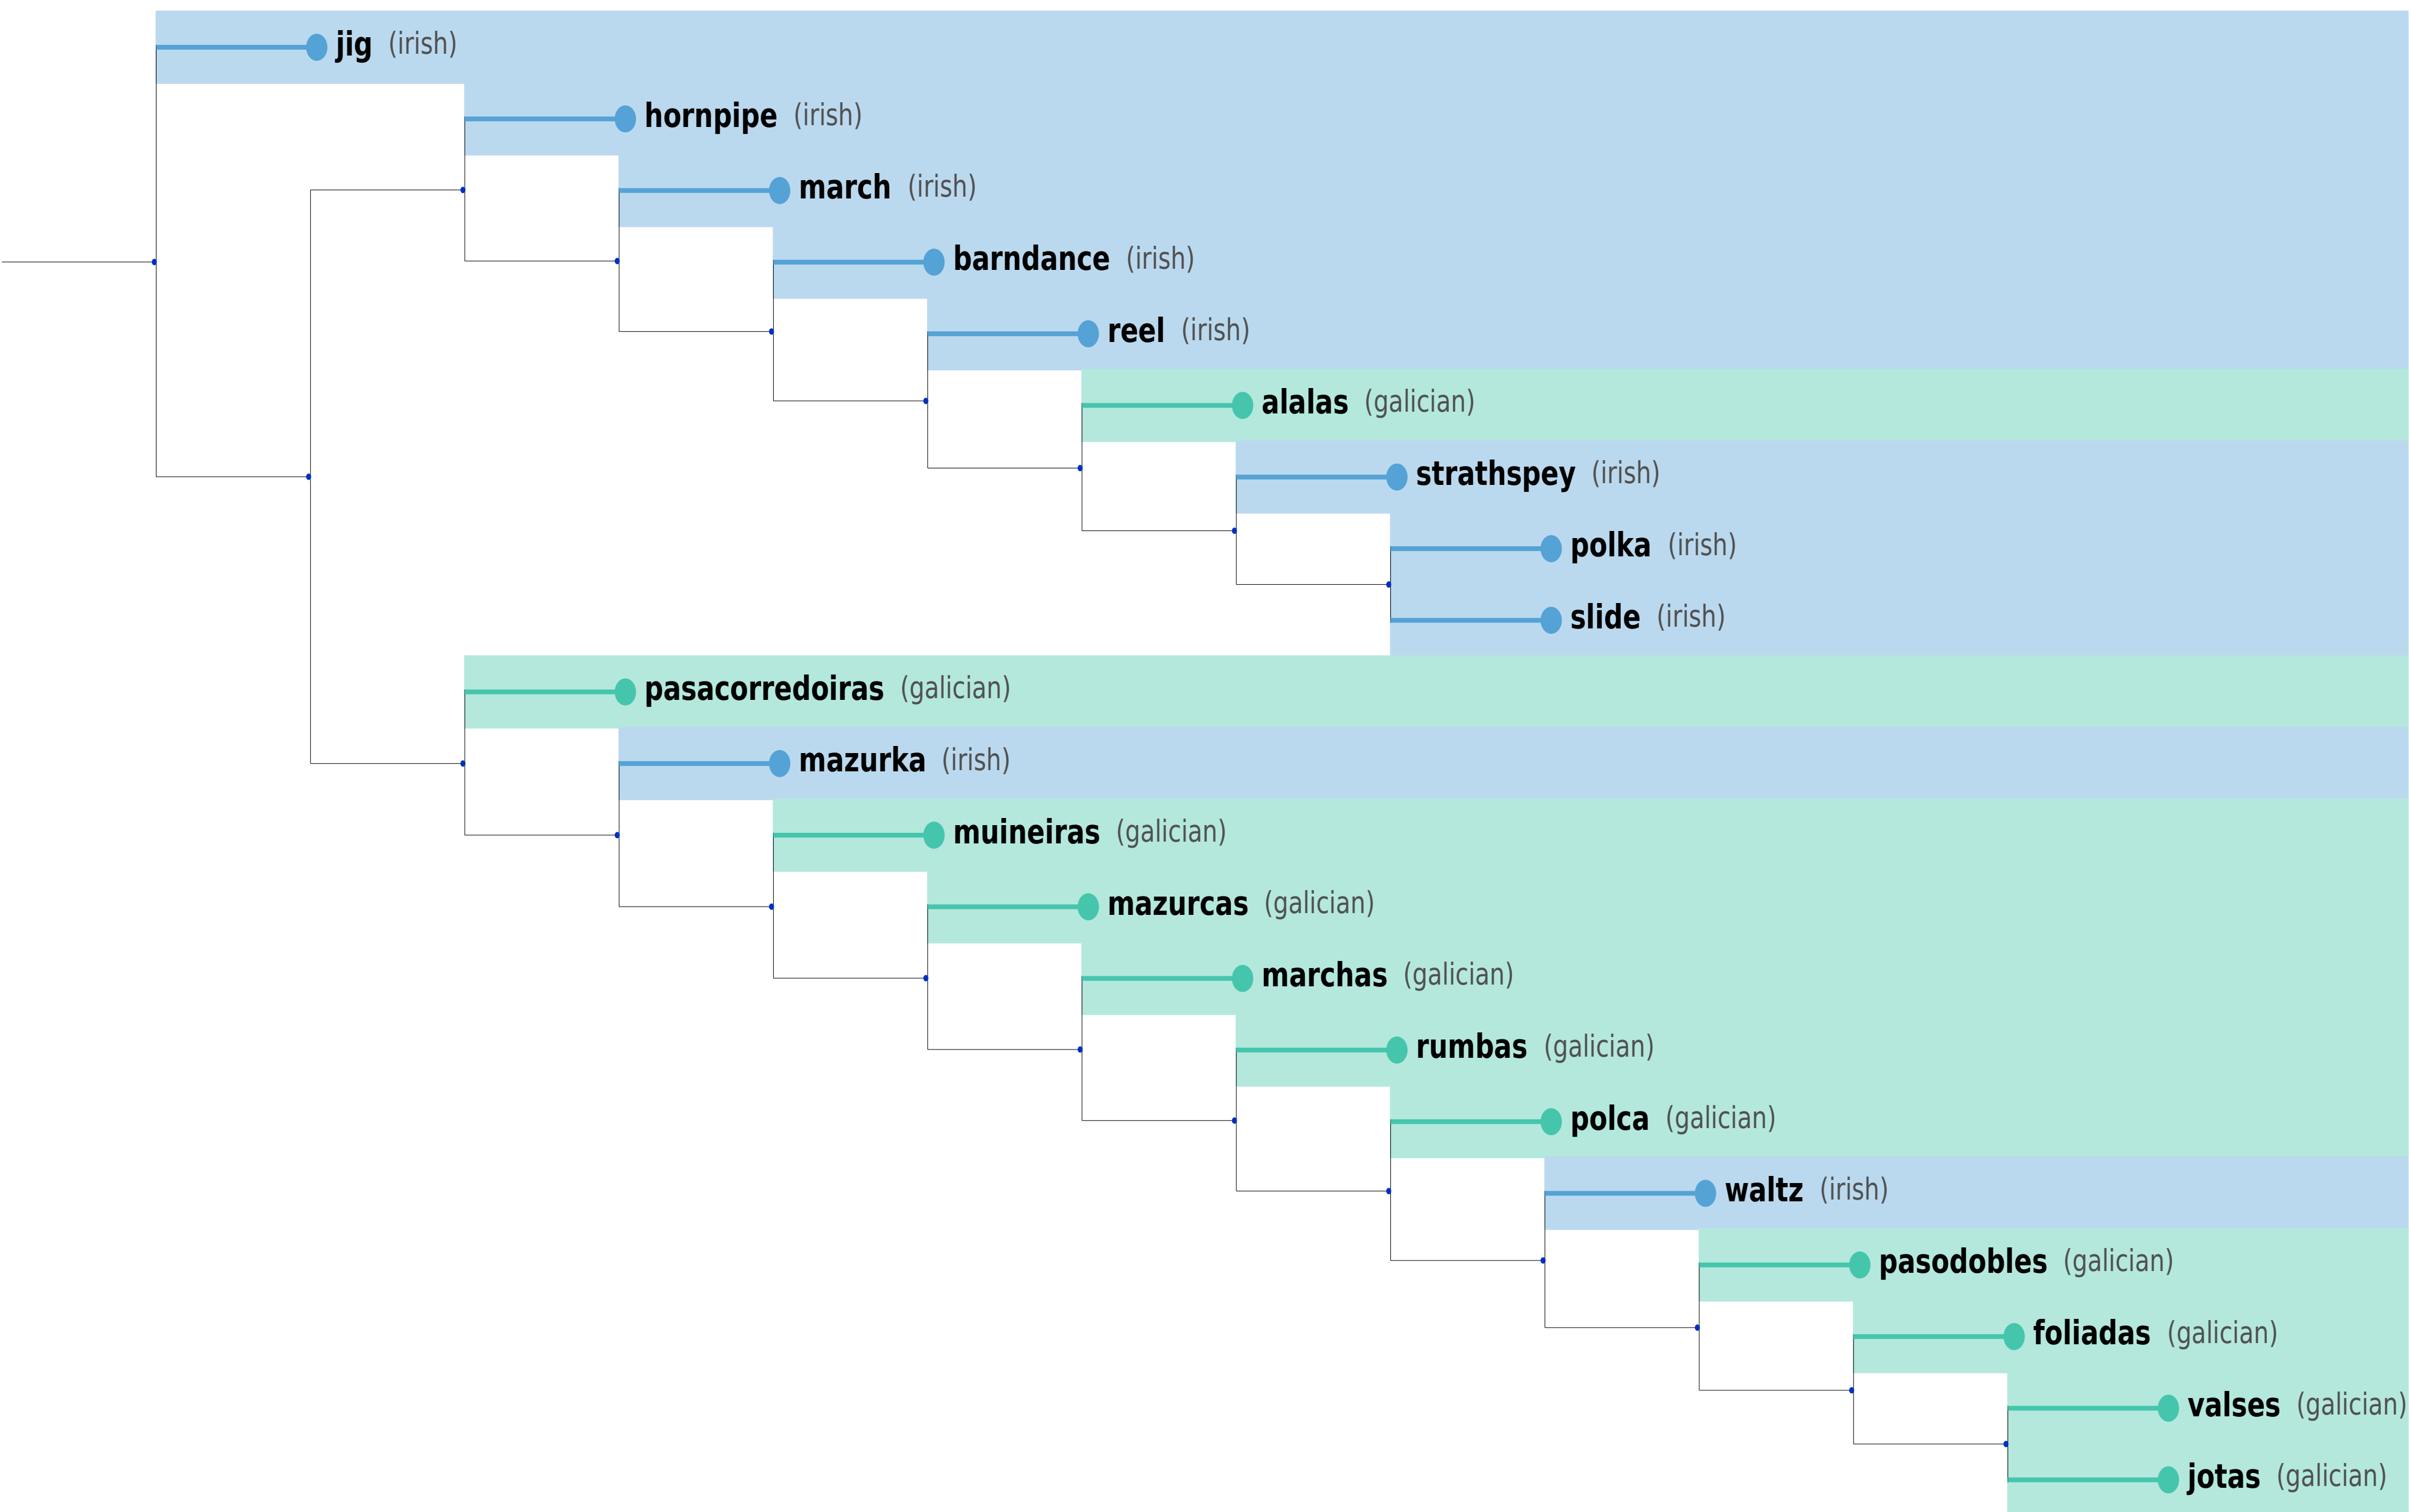 jig (irish)
hornpipe (irish)
march (irish)
barndance (irish)
reel (irish)
alalas (galician)
strathspey (irish)
polka (irish)
slide (irish)
pasacorredoiras (galician)
mazurka (irish)
muineiras (galician)
mazurcas (galician)
marchas (galician)
rumbas (galician)
polca (galician)
waltz (irish)
pasodobles (galician)
foliadas (galician)
valses (galician)
jotas (galician)